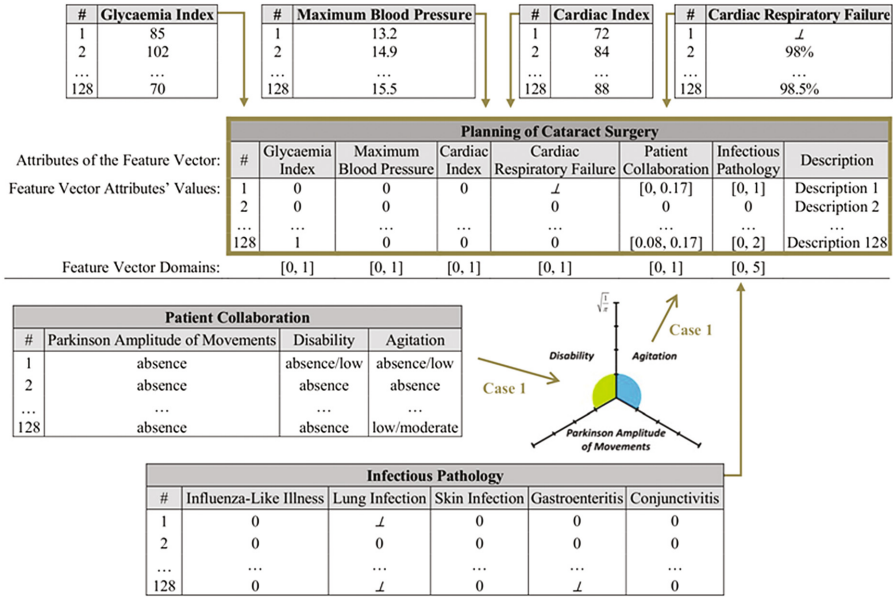 # Glycaemia Index
1 85
2 102
... ...
128 70
# Maximum Blood Pressure
1 13.2
2 14.9
... ...
128 15.5
# Cardiac Index
1 72
2 84
... ...
128 88
# Cardiac Respiratory Failure
1 ⊥
2 98%
... ...
128 98.5%
Planning of Cataract Surgery
Attributes of the Feature Vector: # Glycaemia Index Maximum Blood Pressure Cardiac Index Cardiac Respiratory Failure Patient Collaboration Infectious Pathology Description
Feature Vector Attributes' Values: 1 0 0 0 ⊥ [0, 0.17] [0, 1] Description 1
2 0 0 0 0 0 0 Description 2
... ... ... ... ... ... ... ...
128 1 0 0 0 [0.08, 0.17] [0, 2] Description 128
Feature Vector Domains: [0, 1] [0, 1] [0, 1] [0, 1] [0, 1] [0, 5]
Patient Collaboration
# Parkinson Amplitude of Movements Disability Agitation
1 absence absence/low absence/low
2 absence absence absence
... ... ... ...
128 absence absence low/moderate
Case 1
√1/π
Disability Agitation
Parkinson Amplitude
of Movements
Case 1
Infectious Pathology
# Influenza-Like Illness Lung Infection Skin Infection Gastroenteritis Conjunctivitis
1 0 ⊥ 0 0 0
2 0 0 0 0 0
... ... ... ... ... ...
128 0 ⊥ 0 ⊥ 0